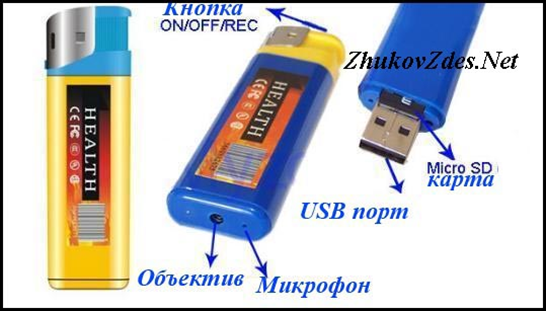 Кнопка
ON/OFF/REC
ZhukovZdes.Net
HEALTH
HEALTH
Micro SD
карта
USB порт
Объектив
Микрофон